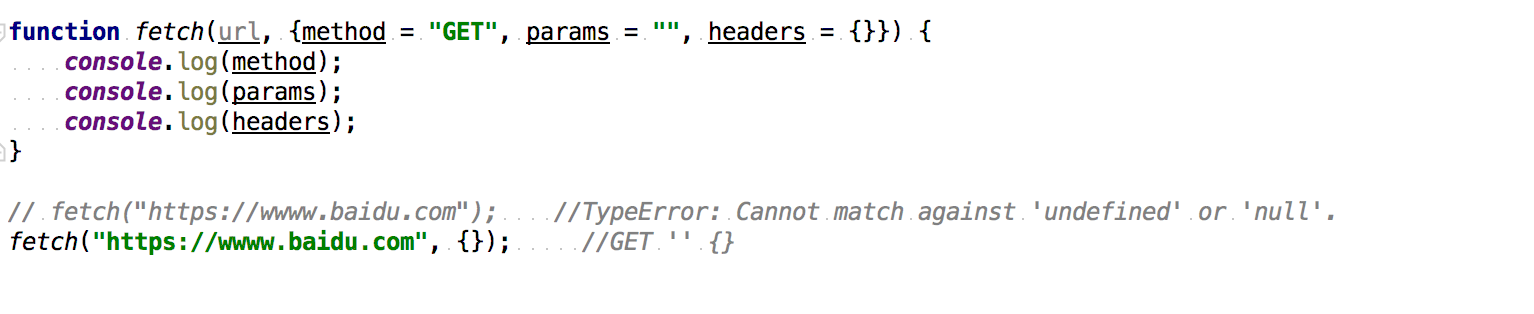 function fetch(url, {method = "GET", params = "", headers = {}}) {
    console.log(method);
    console.log(params);
    console.log(headers);
}
// fetch("https://wwww.baidu.com");    //TypeError: Cannot match against 'undefined' or 'null'.
fetch("https://wwww.baidu.com", {});     //GET '' {}